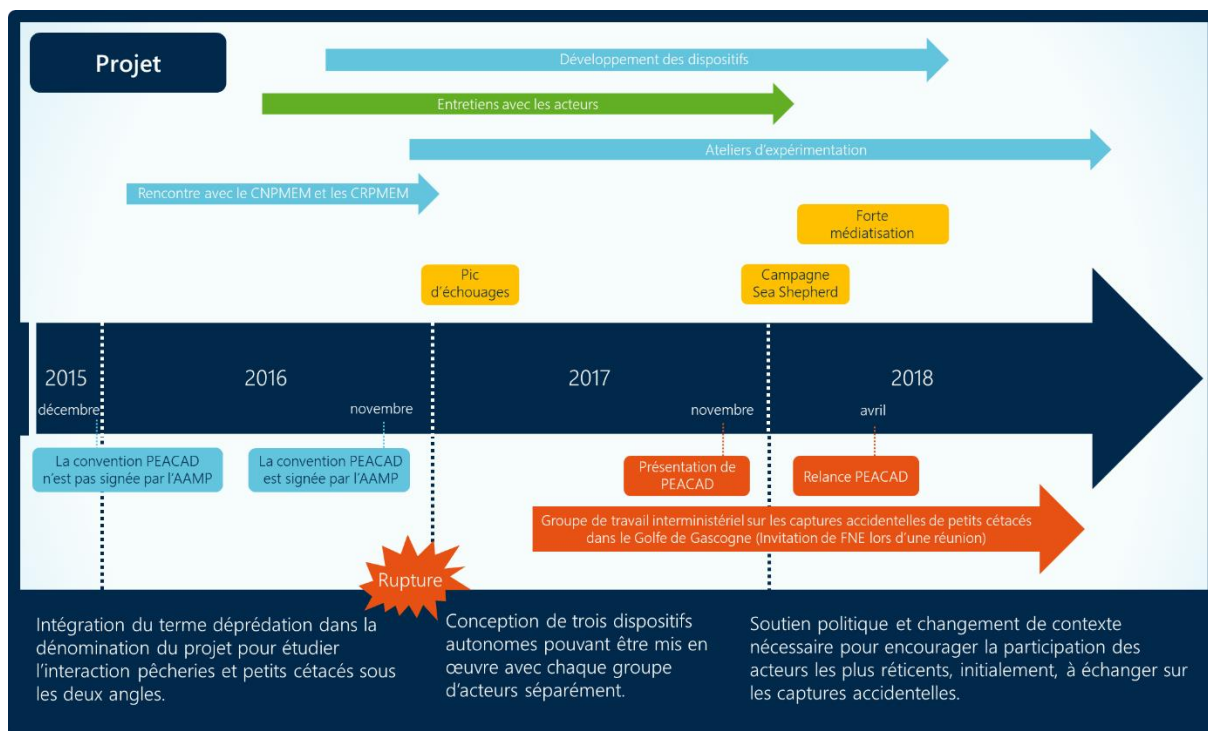 Projet
Développement des dispositifs
Entretiens avec les acteurs
Ateliers d'expérimentation
Rencontre avec le CNPMEM et les CRPMEM
Forte
médiatisation
Pic
d'échouages
Campagne
Sea Shepherd
2015
2016
2017
2018
décembre
novembre
novembre
avril
La convention PEACAD
n'est pas signée par l'AAMP
La convention PEACAD
est signée par l'AAMP
Présentation de
PEACAD
Relance PEACAD
Groupe de travail interministériel sur les captures accidentelles de petits cétacés
dans le Golfe de Gascogne (Invitation de FNE lors d'une réunion)
Rupture
Intégration du terme déprédation dans la
dénomination du projet pour étudier
l'interaction pêcheries et petits cétacés sous
les deux angles.
Conception de trois dispositifs
autonomes pouvant être mis en
œuvre avec chaque groupe
d'acteurs séparément.
Soutien politique et changement de contexte
nécessaire pour encourager la participation des
acteurs les plus réticents, initialement, à échanger sur
les captures accidentelles.